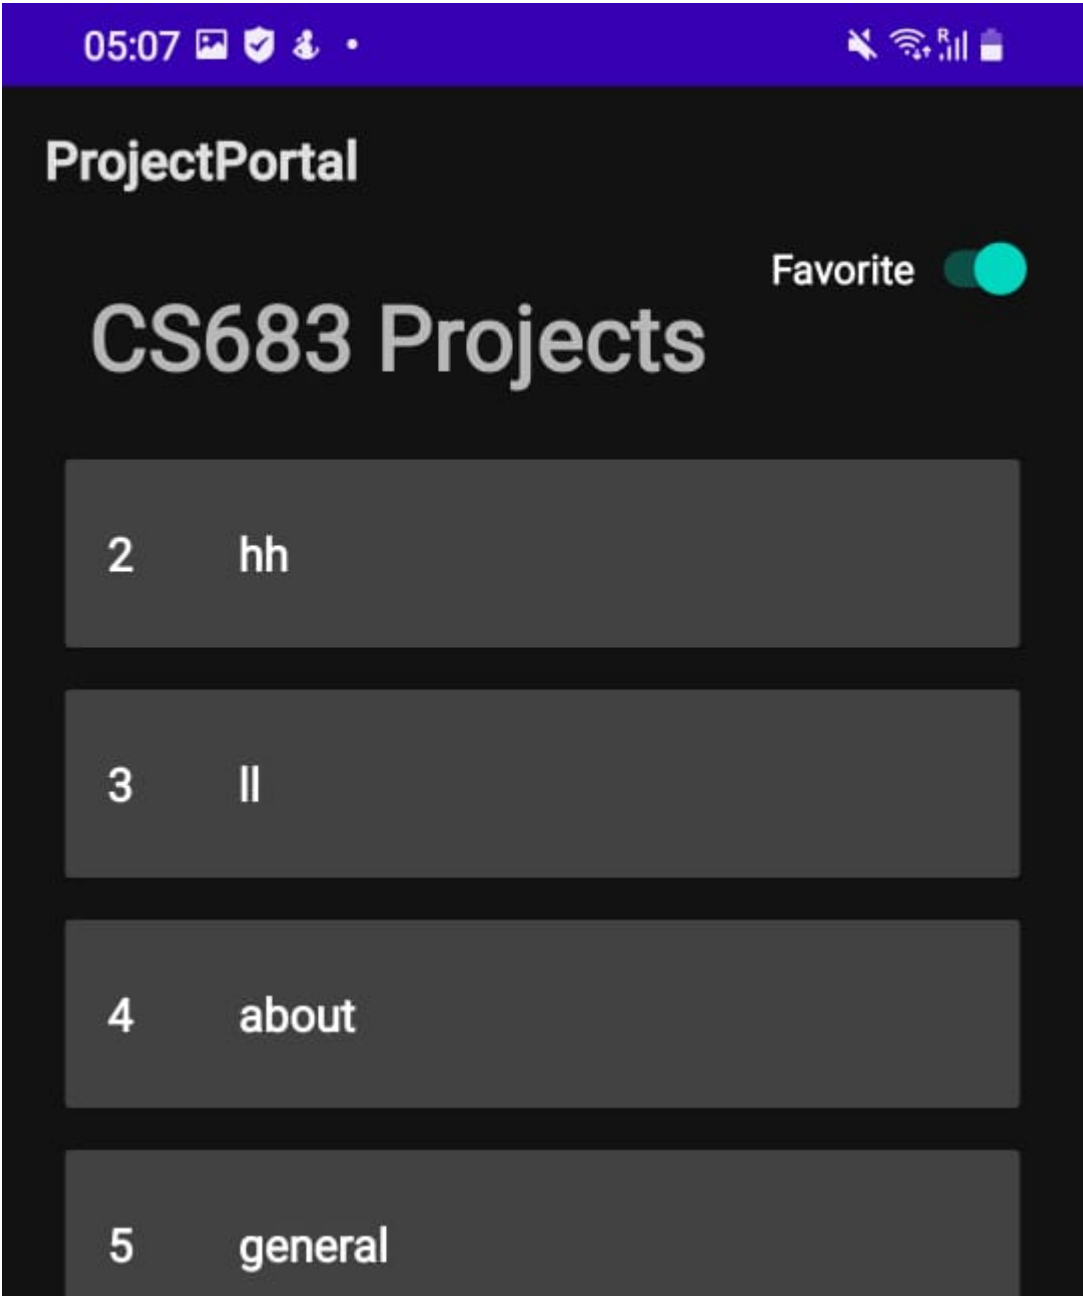 05:07
R
ProjectPortal
Favorite
CS683 Projects
2 hh
3 ll
4 about
5 general